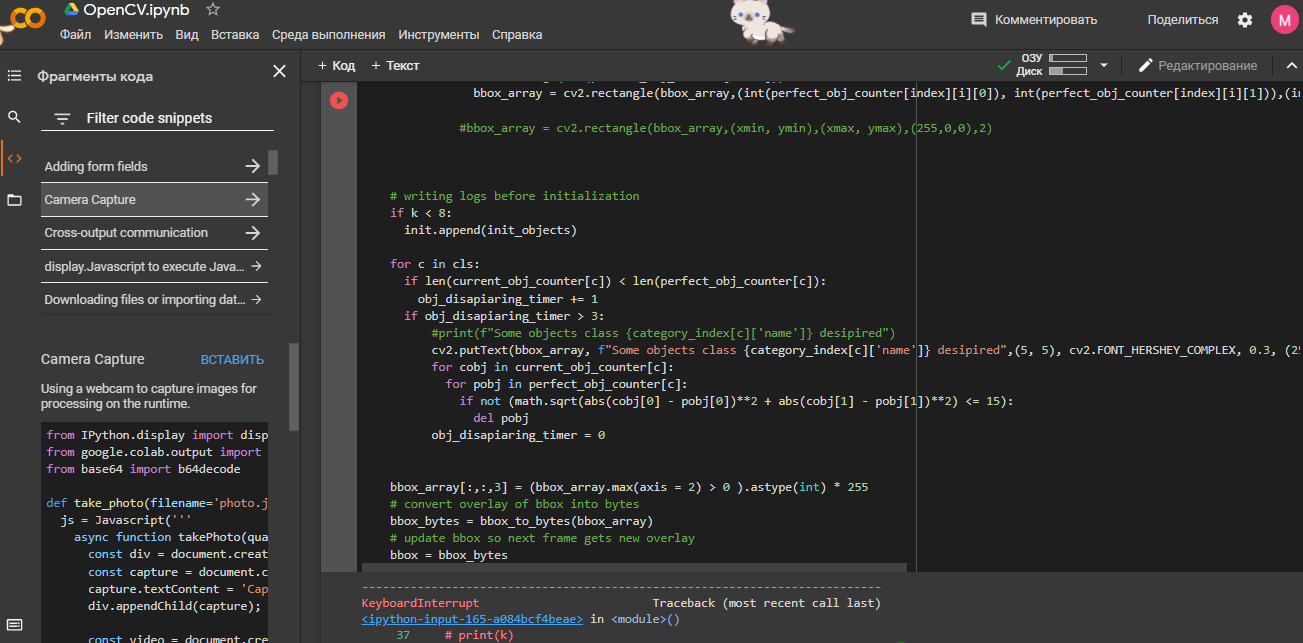 OpenCV.ipynb
Файл Изменить Вид Вставка Среда выполнения Инструменты Справка
Комментировать Поделиться M
Фрагменты кода
Filter code snippets
Adding form fields
Camera Capture
Cross-output communication
display.Javascript to execute Java...
Downloading files or importing dat...
Camera Capture ВСТАВИТЬ
Using a webcam to capture images for
processing on the runtime.
from IPython.display import disp
from google.colab.output import
from base64 import b64decode
def take_photo(filename='photo.j
js = Javascript('''
async function takePhoto(qua
const div = document.creat
const capture = document.c
capture.textContent = 'Cap
div.appendChild(capture);
const video = document.cre
+ Код + Текст
ОЗУ
Диск
Редактирование
bbox_array = cv2.rectangle(bbox_array,(int(perfect_obj_counter[index][i][0]), int(perfect_obj_counter[index][i][1])),(in
#bbox_array = cv2.rectangle(bbox_array,(xmin, ymin),(xmax, ymax),(255,0,0),2)
# writing logs before initialization
if k < 8:
init.append(init_objects)
for c in cls:
if len(current_obj_counter[c]) < len(perfect_obj_counter[c]):
obj_disapiaring_timer += 1
if obj_disapiaring_timer > 3:
#print(f"Some objects class {category_index[c]['name']} desipired")
cv2.putText(bbox_array, f"Some objects class {category_index[c]['name']} desipired",(5, 5), cv2.FONT_HERSHEY_COMPLEX, 0.3, (25
for cobj in current_obj_counter[c]:
for pobj in perfect_obj_counter[c]:
if not (math.sqrt(abs(cobj[0] - pobj[0])**2 + abs(cobj[1] - pobj[1])**2) <= 15):
del pobj
obj_disapiaring_timer = 0
bbox_array[:,:,3] = (bbox_array.max(axis = 2) > 0 ).astype(int) * 255
# convert overlay of bbox into bytes
bbox_bytes = bbox_to_bytes(bbox_array)
# update bbox so next frame gets new overlay
bbox = bbox_bytes
---------------------------------------------------------------------------
KeyboardInterrupt Traceback (most recent call last)
<ipython-input-165-a084bcf4beae> in <module>()
37 # print(k)